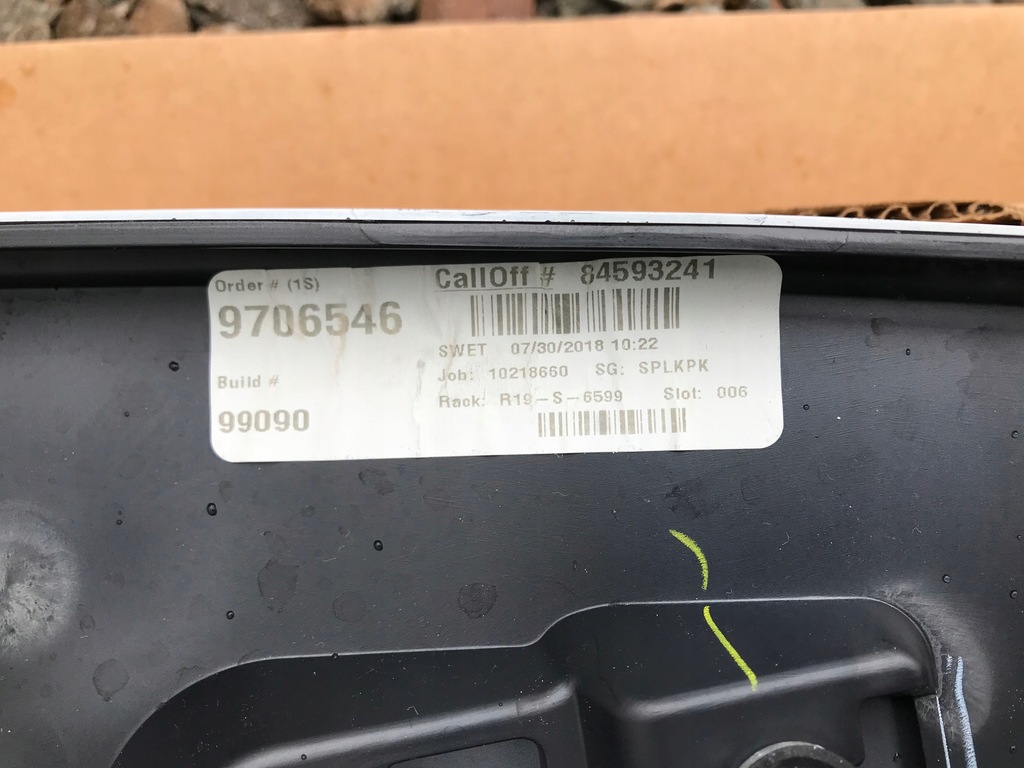 Order # (1S)
9706546
Build #
99090
CallOff # 84593241
SWET 07/30/2018 10:22
Job: 10218660 SG: SPLKPK
Rack: R19-S-6599 Slot: 006